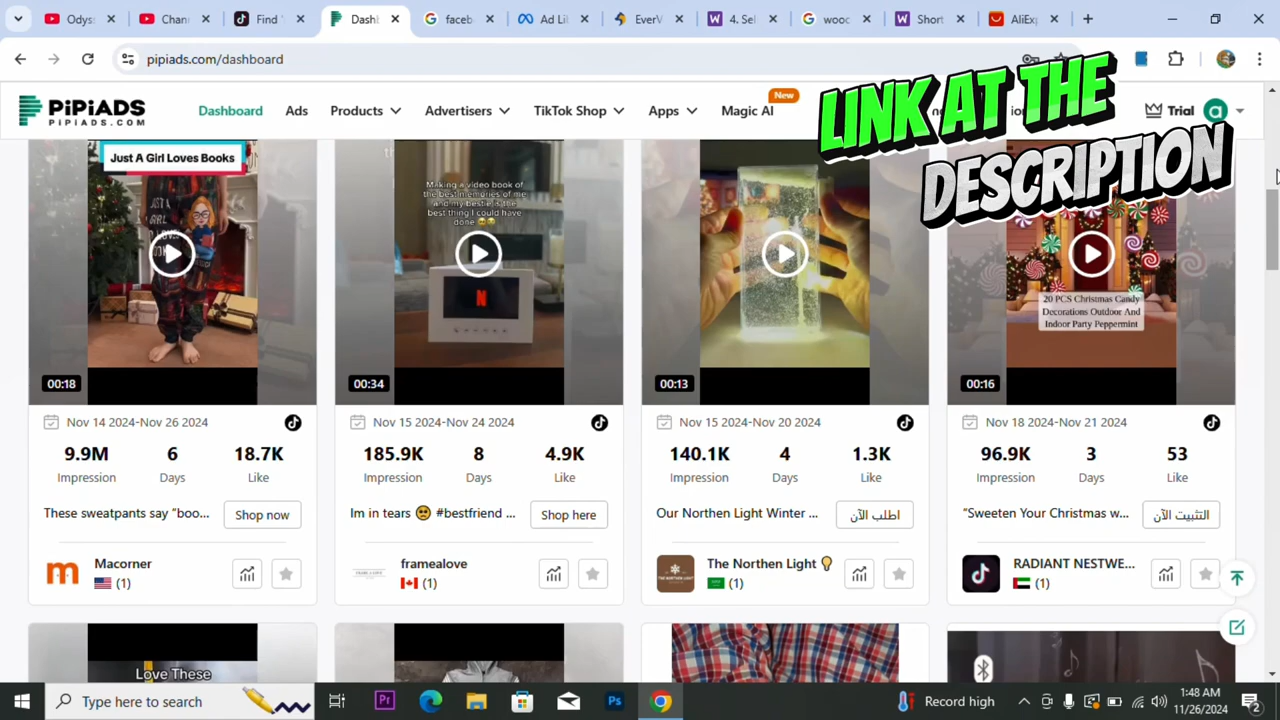 Odys:
Chan
Find '
Dashb
faceb
Ad Li
EverV
4. Sel
wooc
Short
AliEx
pipiads.com/dashboard
PiPiADS
PIPIADS.COM
Dashboard
Ads
Products
Advertisers
TikTok Shop
Apps
Magic AI
New
Trial
a
LINK AT THE
DESCRIPTION
Just A Girl Loves Books
Making a video book of
the best memories of me
and my bestie is the
best thing I could have
done 🥹🥹
N
20 PCS Christmas Candy
Decorations Outdoor And
Indoor Party Peppermint
00:18
00:34
00:13
00:16
Nov 14 2024-Nov 26 2024
Nov 15 2024-Nov 24 2024
Nov 15 2024-Nov 20 2024
Nov 18 2024-Nov 21 2024
9.9M 6 18.7K
Impression Days Like
185.9K 8 4.9K
Impression Days Like
140.1K 4 1.3K
Impression Days Like
96.9K 3 53
Impression Days Like
These sweatpants say “boo...
Shop now
Im in tears 🥹 #bestfriend ...
Shop here
Our Northen Light Winter ...
اطلب الآن
“Sweeten Your Christmas w...
التثبيت الآن
Macorner
(1)
framealove
(1)
The Northen Light 💡
(1)
RADIANT NESTWE...
(1)
Love These
Type here to search
Pr
Ps
Record high
1:48 AM
11/26/2024
2